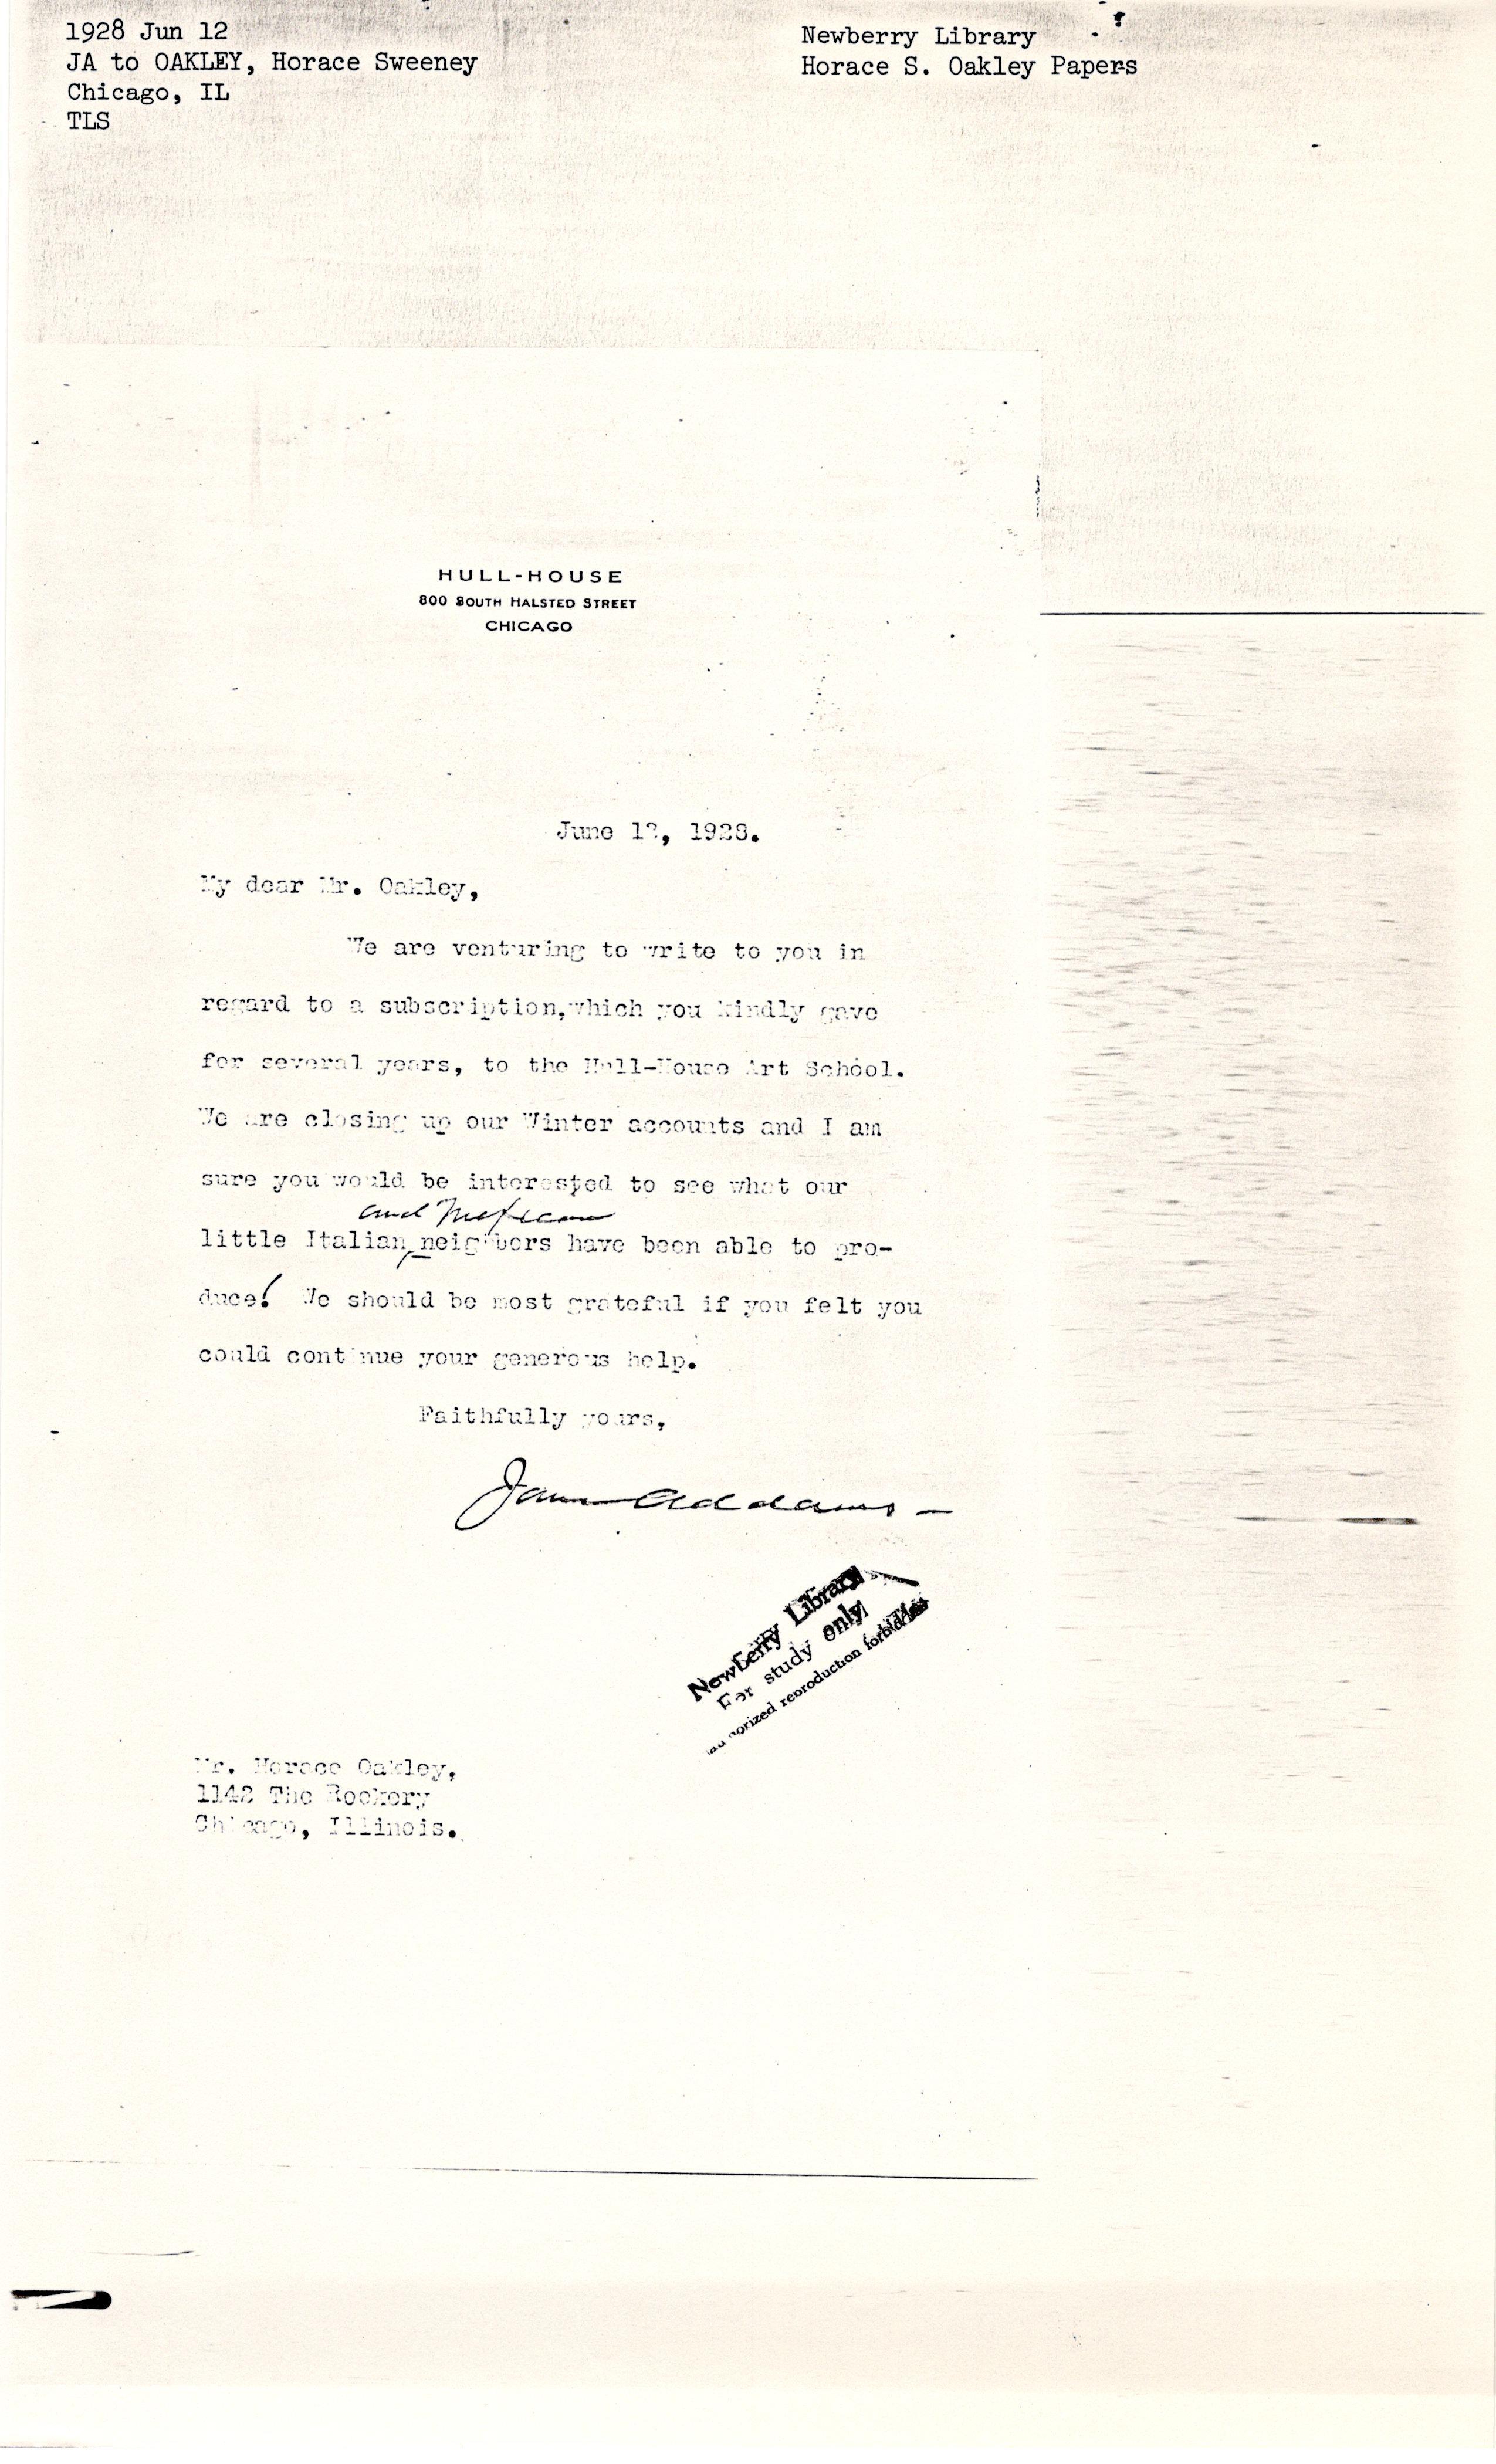 1928 Jun 12
JA to OAKLEY, Horace Sweeney
Chicago, IL
TLS
Newberry Library
Horace S. Oakley Papers
HULL-HOUSE
800 SOUTH HALSTED STREET
CHICAGO
June 12, 1928.
My dear Mr. Oakley,
We are venturing to write to you in
regard to a subscription, which you kindly gave
for several years, to the Hull-House Art School.
We are closing up our Winter accounts and I am
sure you would be interested to see what our
and Mexican
little Italian neighbors have been able to pro-
duce! We should be most grateful if you felt you
could continue your generous help.
Faithfully yours,
Jane Addams -
Newberry Library
For study only
reproduction forbidden
Mr. Horace Oakley,
1142 The Rookery
Chicago, Illinois.